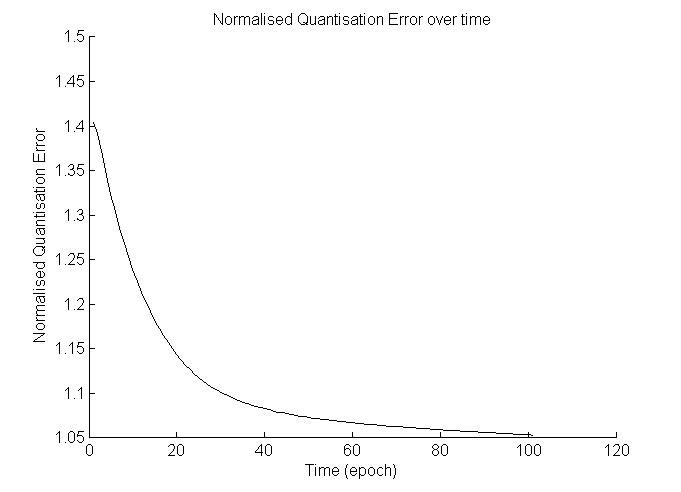 Normalised Quantisation Error over time
1.5
1.45
1.4
1.35
1.3
1.25
1.2
1.15
1.1
1.05
Normalised Quantisation Error
0 20 40 60 80 100 120
Time (epoch)